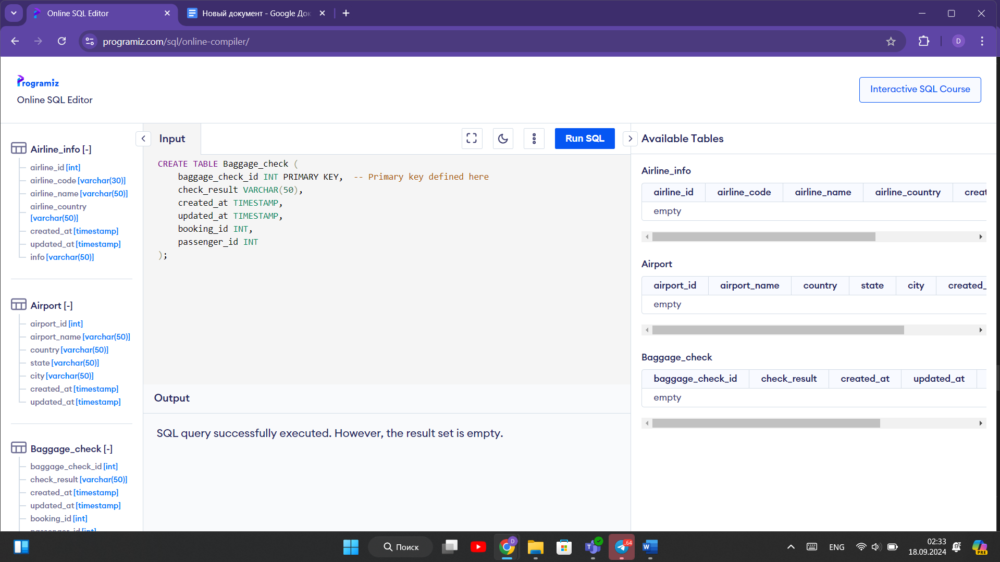 Online SQL Editor
Новый документ - Google Док
programiz.com/sql/online-compiler/
D
Programiz
Online SQL Editor
Interactive SQL Course
Airline_info [-]
airline_id [int]
airline_code [varchar(30)]
airline_name [varchar(50)]
airline_country
[varchar(50)]
created_at [timestamp]
updated_at [timestamp]
info [varchar(50)]
Airport [-]
airport_id [int]
airport_name [varchar(50)]
country [varchar(50)]
state [varchar(50)]
city [varchar(50)]
created_at [timestamp]
updated_at [timestamp]
Baggage_check [-]
baggage_check_id [int]
check_result [varchar(50)]
created_at [timestamp]
updated_at [timestamp]
booking_id [int]
passenger_id [int]
Input
Run SQL
CREATE TABLE Baggage_check (
baggage_check_id INT PRIMARY KEY,  -- Primary key defined here
check_result VARCHAR(50),
created_at TIMESTAMP,
updated_at TIMESTAMP,
booking_id INT,
passenger_id INT
);
Output
SQL query successfully executed. However, the result set is empty.
Available Tables
Airline_info
airline_id airline_code airline_name airline_country creat
empty
Airport
airport_id airport_name country state city created_
empty
Baggage_check
baggage_check_id check_result created_at updated_at
empty
Поиск
D
T
64
W
ENG
02:33
18.09.2024
PRE